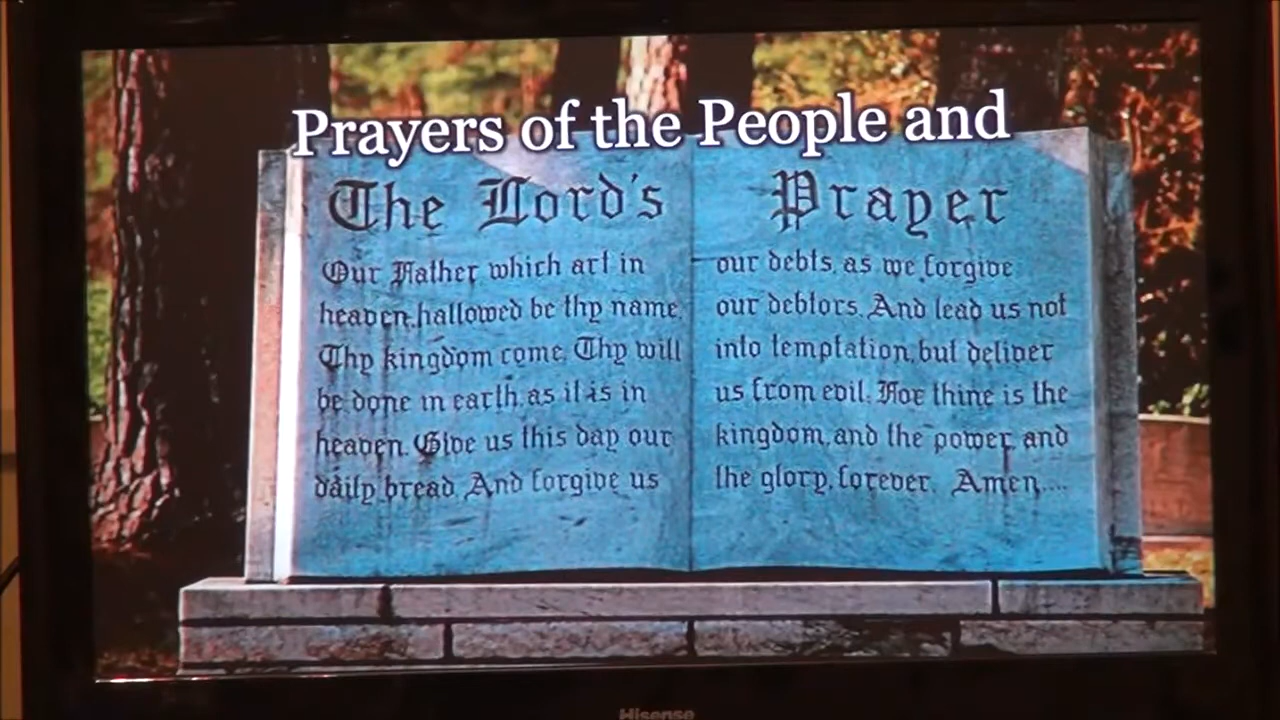 Prayers of the People and
The Lord's Prayer
Our Father which art in
heaven, hallowed be thy name.
Thy kingdom come. Thy will
be done in earth, as it is in
heaven. Give us this day our
daily bread. And forgive us
our debts, as we forgive
our debtors. And lead us not
into temptation, but deliver
us from evil. For thine is the
kingdom, and the power, and
the glory, forever. Amen....
Hisense